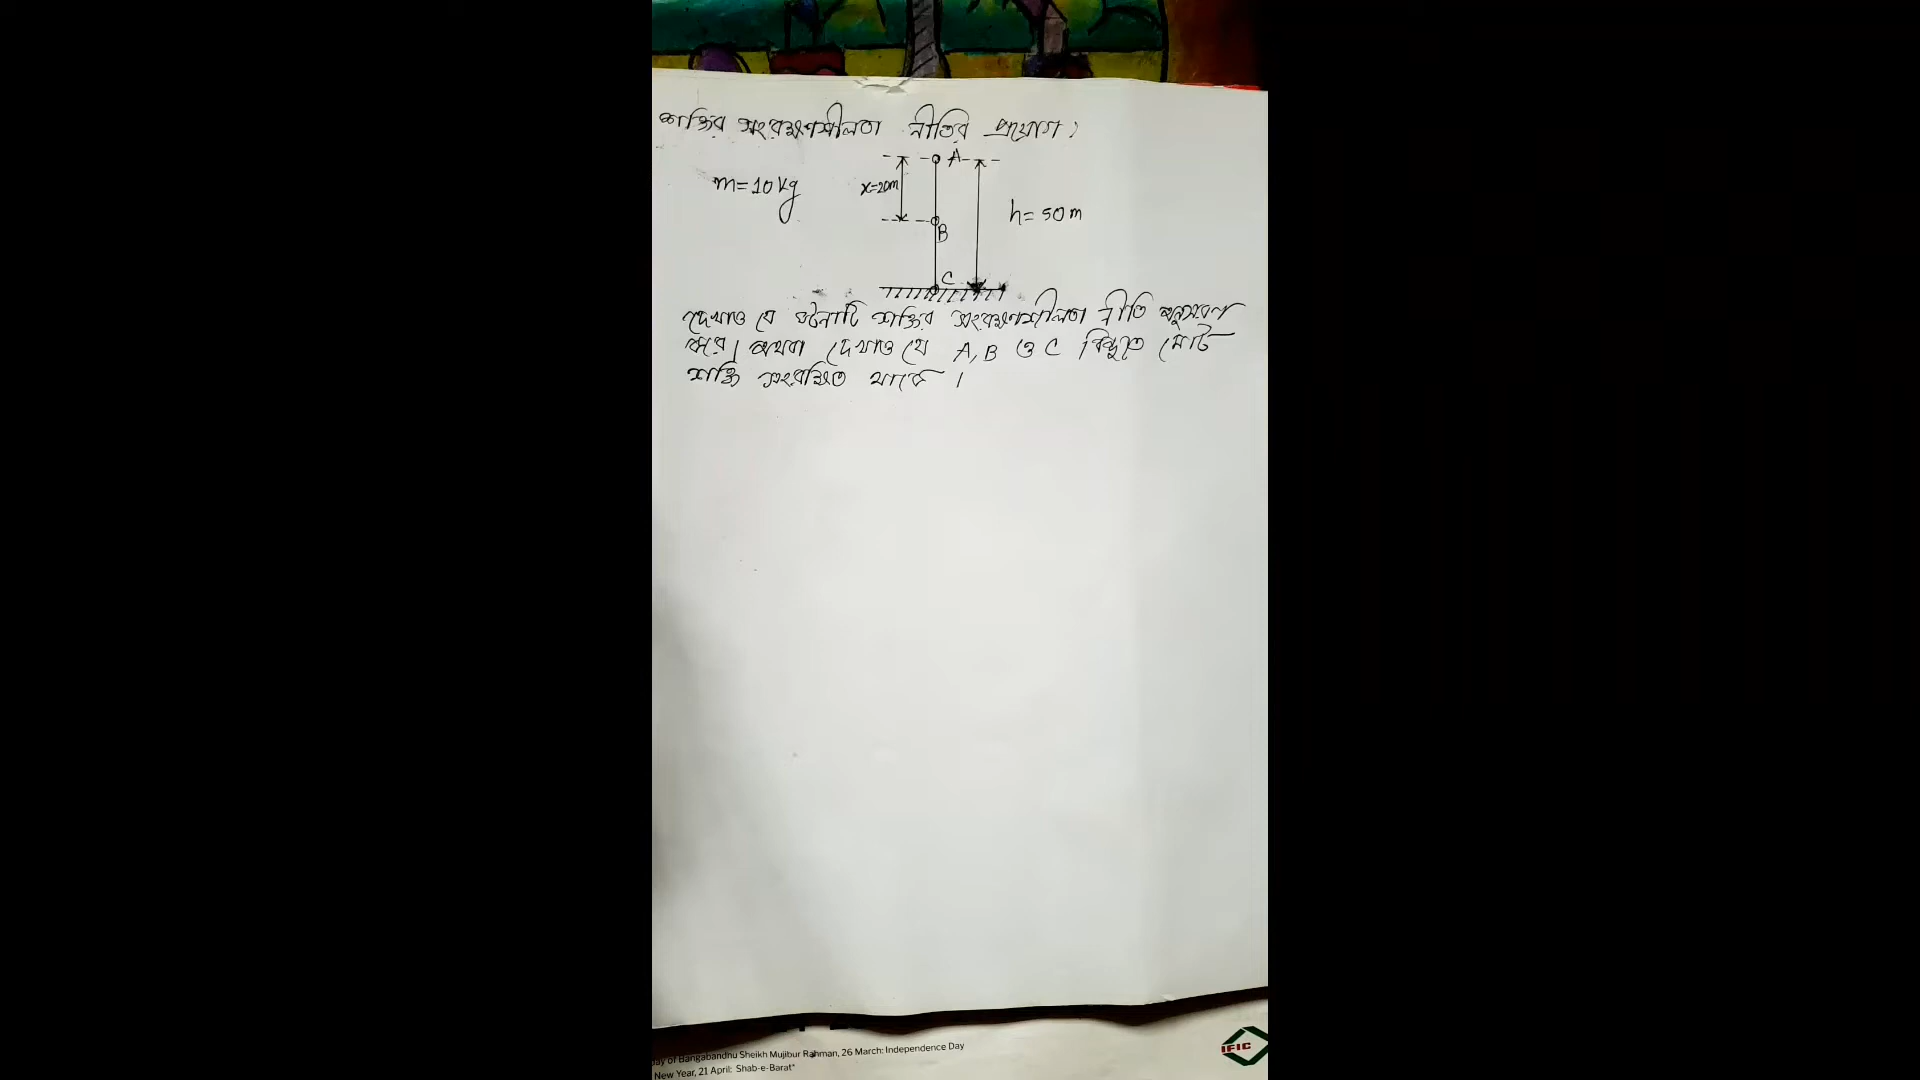 শক্তির সংরক্ষণশীলতা নীতির প্রয়োগ :
A
m=10 kg
x=20m
h= 50 m
B
C
দেখাও যে ঘটনাটি শক্তির সংরক্ষণশীলতা নীতি অনুসরণ
করে। অথবা দেখাও যে A, B ও C বিন্দুতে মোট
শক্তি সংরক্ষিত থাকে ।
IFIC
ay of Bangabandhu Sheikh Mujibur Rahman, 26 March: Independence Day
New Year, 21 April: Shab-e-Barat*